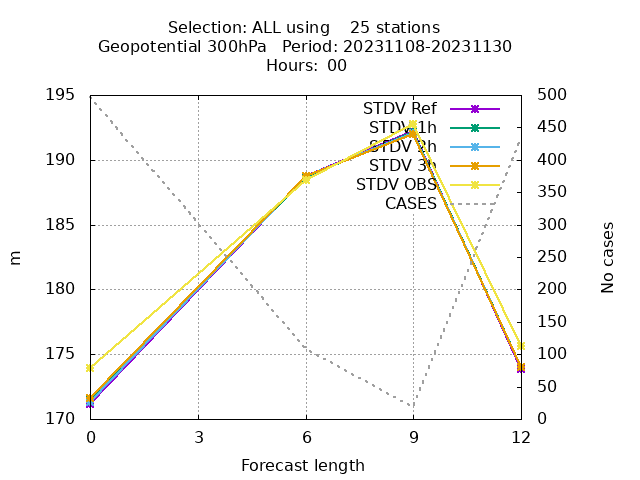 Selection: ALL using    25 stations
Geopotential 300hPa   Period: 20231108-20231130
Hours:  00
195
190
185
180
175
170
m
0
3
6
9
12
Forecast length
500
450
400
350
300
250
200
150
100
50
0
No cases
STDV Ref
STDV 1h
STDV 2h
STDV 3h
STDV OBS
CASES